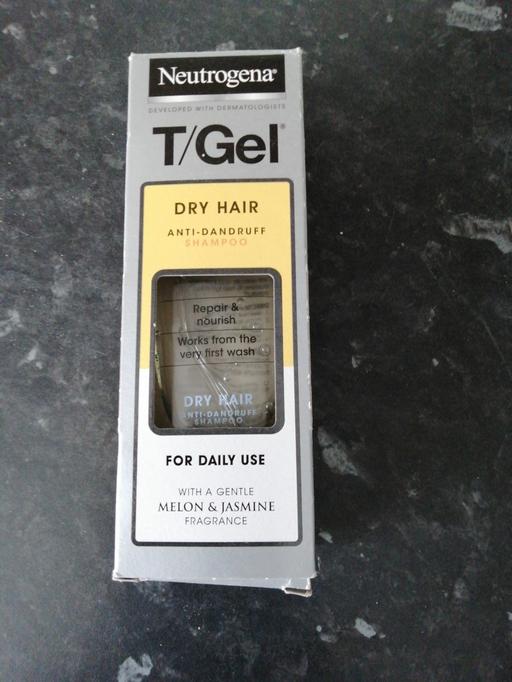 Neutrogena®
DEVELOPED WITH DERMATOLOGISTS
T/Gel®
DRY HAIR
ANTI-DANDRUFF
SHAMPOO
Repair &
nourish
Works from the
very first wash
DRY HAIR
ANTI-DANDRUFF
SHAMPOO
FOR DAILY USE
WITH A GENTLE
MELON & JASMINE
FRAGRANCE